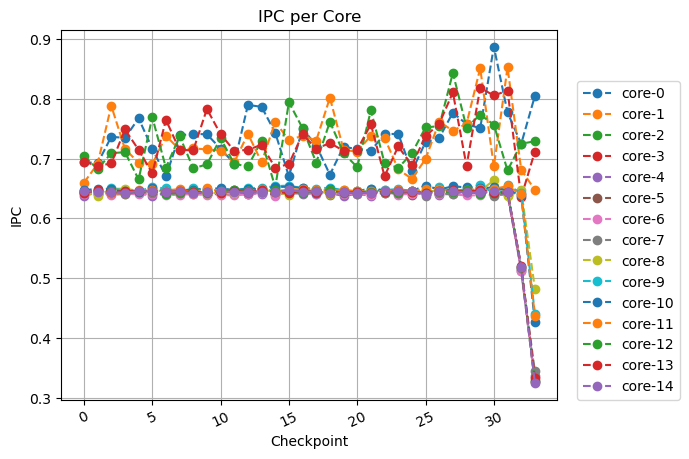 IPC per Core
0.9
0.8
0.7
0.6
0.5
0.4
0.3
IPC
0
5
10
15
20
25
30
Checkpoint
core-0
core-1
core-2
core-3
core-4
core-5
core-6
core-7
core-8
core-9
core-10
core-11
core-12
core-13
core-14